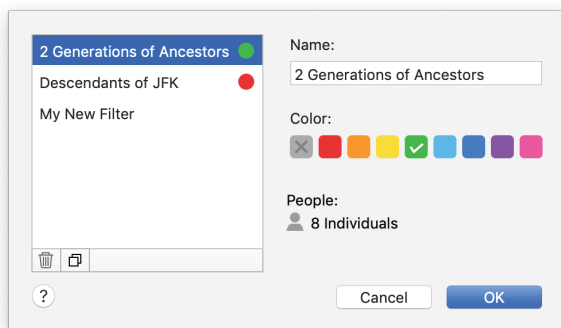 2 Generations of Ancestors
Descendants of JFK
My New Filter
Name:
2 Generations of Ancestors
Color:
People:
8 Individuals
?
Cancel
OK